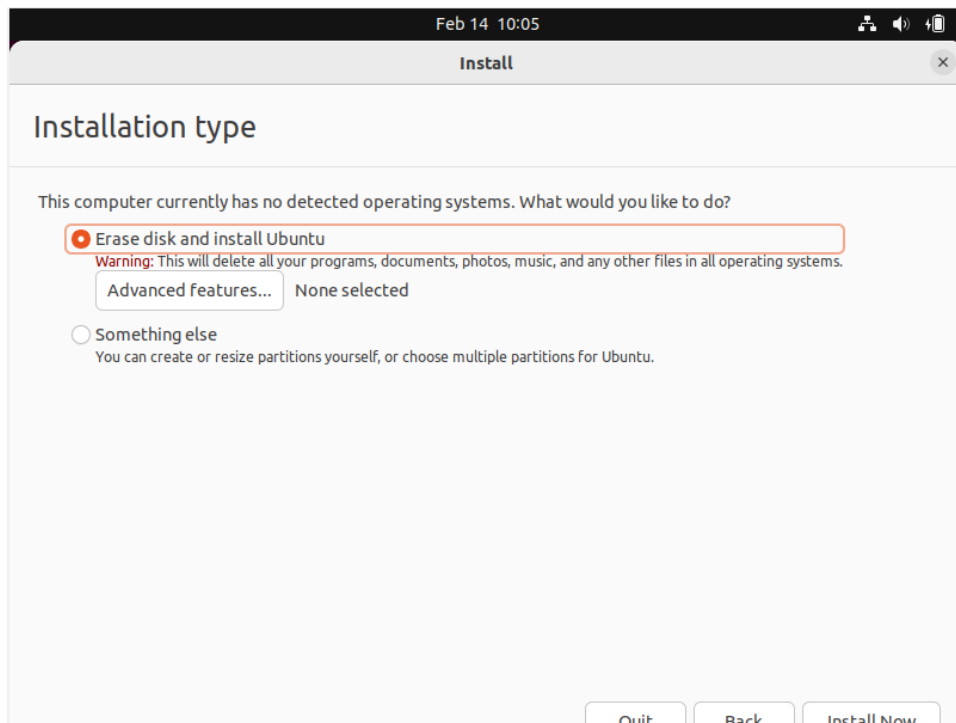 Feb 14 10:05
Install
Installation type
This computer currently has no detected operating systems. What would you like to do?
Erase disk and install Ubuntu
Warning: This will delete all your programs, documents, photos, music, and any other files in all operating systems.
Advanced features... None selected
Something else
You can create or resize partitions yourself, or choose multiple partitions for Ubuntu.
Quit Back Install Now